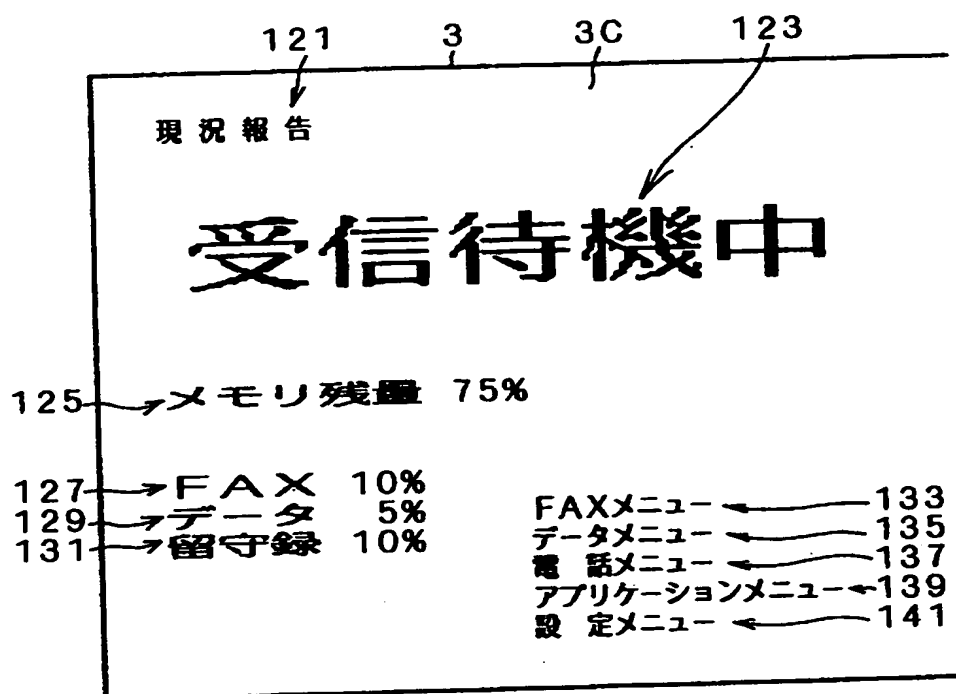 121 3 3C 123
現況報告
受信待機中
125 メモリ残量 75%
127 FAX 10%
129 データ 5%
131 留守録 10%
FAXメニュー 133
データメニュー 135
電 話メニュー 137
アプリケーションメニュー 139
設 定メニュー 141